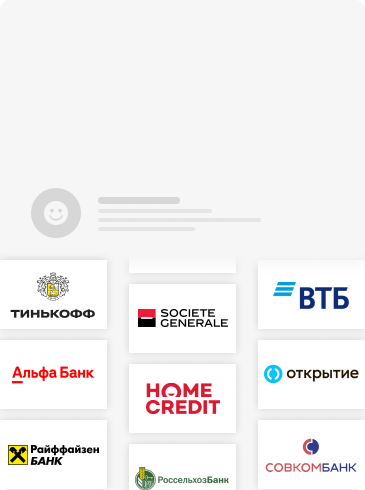 ТИНЬКОФФ
SOCIETE
GENERALE
ВТБ
Альфа Банк
HOME
CREDIT
открытие
Райффайзен
БАНК
РоссельхозБанк
СОВКОМБАНК